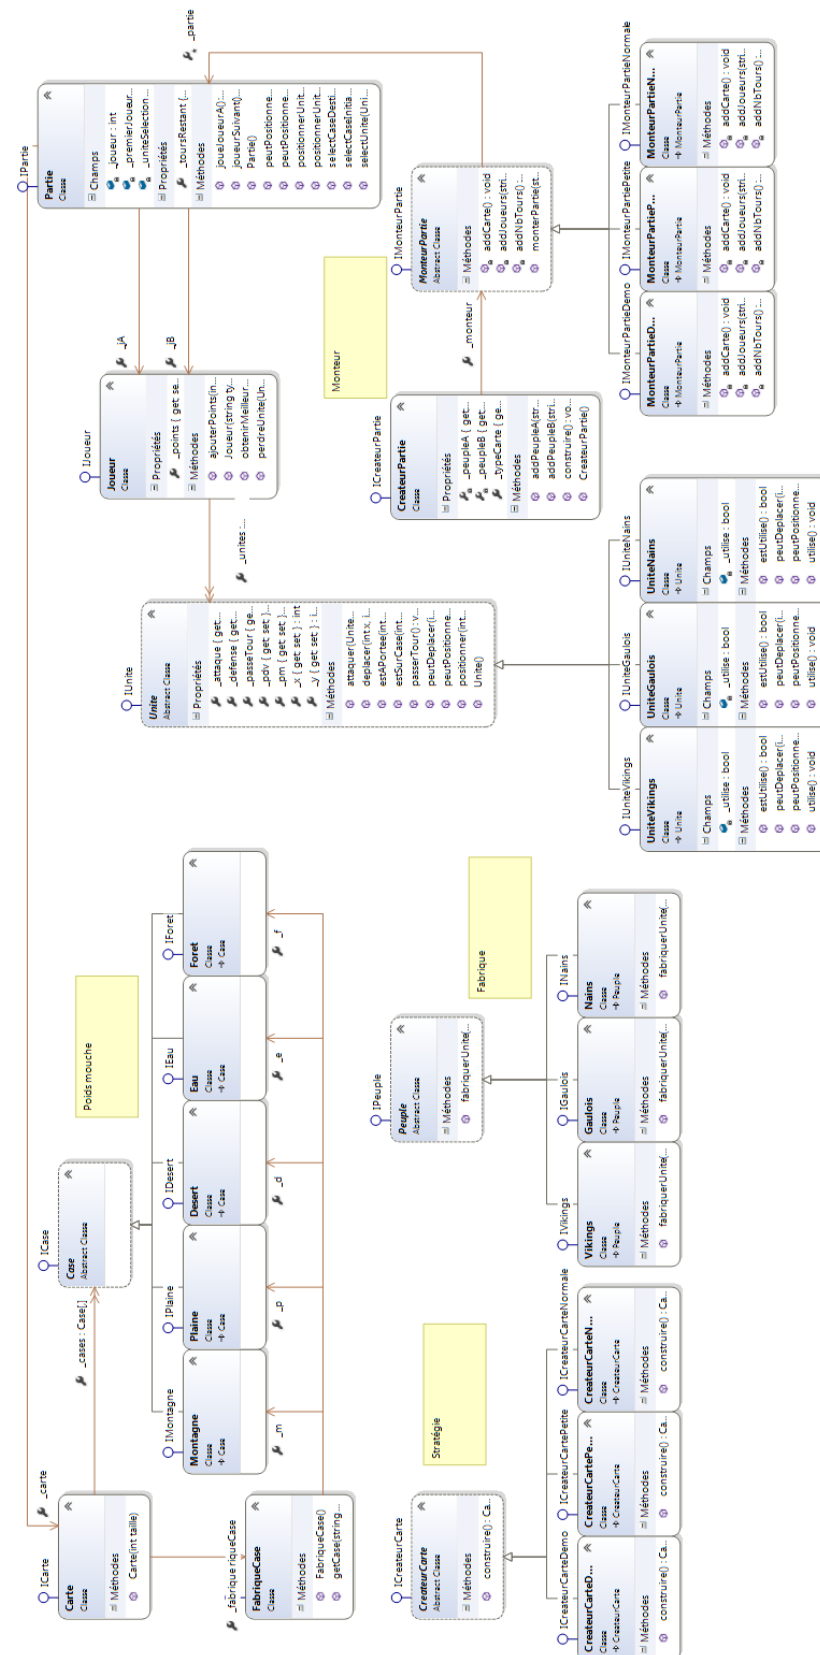 ICarte
Carte
Classe
Méthodes
Carte(int taille)
_carte
_cases : Case[,]
ICase
Case
Abstract Classe
Poids mouche
_fabrique
riqueCase
FabriqueCase
Classe
Méthodes
FabriqueCase()
getCase(string ...
IMontagne
Montagne
Classe
Case
IPlaine
Plaine
Classe
Case
IDesert
Desert
Classe
Case
IEau
Eau
Classe
Case
IForet
Foret
Classe
Case
_m
_p
_d
_e
_f
IJoueur
Joueur
Classe
Propriétés
_points { get se...
Méthodes
ajouterPoints(in...
Joueur(string ty...
obtenirMeilleur...
perdreUnite(Un...
_jA
_jB
IPartie
Partie
Classe
Champs
_joueur : int
_premierJoueur...
_uniteSelection...
Propriétés
_toursRestant {...
Méthodes
joueJoueurA() :...
joueurSuivant()...
Partie()
peutPositionne...
peutPositionne...
positionnerUnit...
positionnerUnit...
selectCaseDesti...
selectCaseInitia...
selectUnite(Uni...
_partie
_unites :...
IUnite
Unite
Abstract Classe
Propriétés
_attaque { get...
_defense { get...
_passeTour { ge...
_pdv { get set }...
_pm { get set }...
_x { get set } : int
_y { get set } : i...
Méthodes
attaquer(Unite...
deplacer(int x, i...
estAPortee(int...
estSurCase(int...
passerTour() : v...
peutDeplacer(i...
peutPositionne...
positionner(int...
Unite()
Monteur
ICreateurPartie
CreateurPartie
Classe
Propriétés
_peupleA { get...
_peupleB { get...
_typeCarte { ge...
Méthodes
addPeupleA(str...
addPeupleB(stri...
construire() : vo...
CreateurPartie()
_monteur
IMonteurPartie
MonteurPartie
Abstract Classe
Méthodes
addCarte() : void
addJoueurs(stri...
addNbTours() :...
monterPartie(st...
Stratégie
ICreateurCarte
CreateurCarte
Abstract Classe
Méthodes
construire() : Ca...
IPeuple
Peuple
Abstract Classe
Méthodes
fabriquerUnite(...
Fabrique
ICreateurCarteDemo
CreateurCarteD...
Classe
CreateurCarte
Méthodes
construire() : Ca...
ICreateurCartePetite
CreateurCartePe...
Classe
CreateurCarte
Méthodes
construire() : Ca...
ICreateurCarteNormale
CreateurCarteN...
Classe
CreateurCarte
Méthodes
construire() : Ca...
IVikings
Vikings
Classe
Peuple
Méthodes
fabriquerUnite(...
IGaulois
Gaulois
Classe
Peuple
Méthodes
fabriquerUnite(...
INains
Nains
Classe
Peuple
Méthodes
fabriquerUnite(...
IUniteVikings
UniteVikings
Classe
Unite
Champs
_utilise : bool
Méthodes
estUtilise() : bool
peutDeplacer(i...
peutPositionne...
utilise() : void
IUniteGaulois
UniteGaulois
Classe
Unite
Champs
_utilise : bool
Méthodes
estUtilise() : bool
peutDeplacer(i...
peutPositionne...
utilise() : void
IUniteNains
UniteNains
Classe
Unite
Champs
_utilise : bool
Méthodes
estUtilise() : bool
peutDeplacer(i...
peutPositionne...
utilise() : void
IMonteurPartieDemo
MonteurPartieD...
Classe
MonteurPartie
Méthodes
addCarte() : void
addJoueurs(stri...
addNbTours() :...
IMonteurPartiePetite
MonteurPartieP...
Classe
MonteurPartie
Méthodes
addCarte() : void
addJoueurs(stri...
addNbTours() :...
IMonteurPartieNormale
MonteurPartieN...
Classe
MonteurPartie
Méthodes
addCarte() : void
addJoueurs(stri...
addNbTours() :...